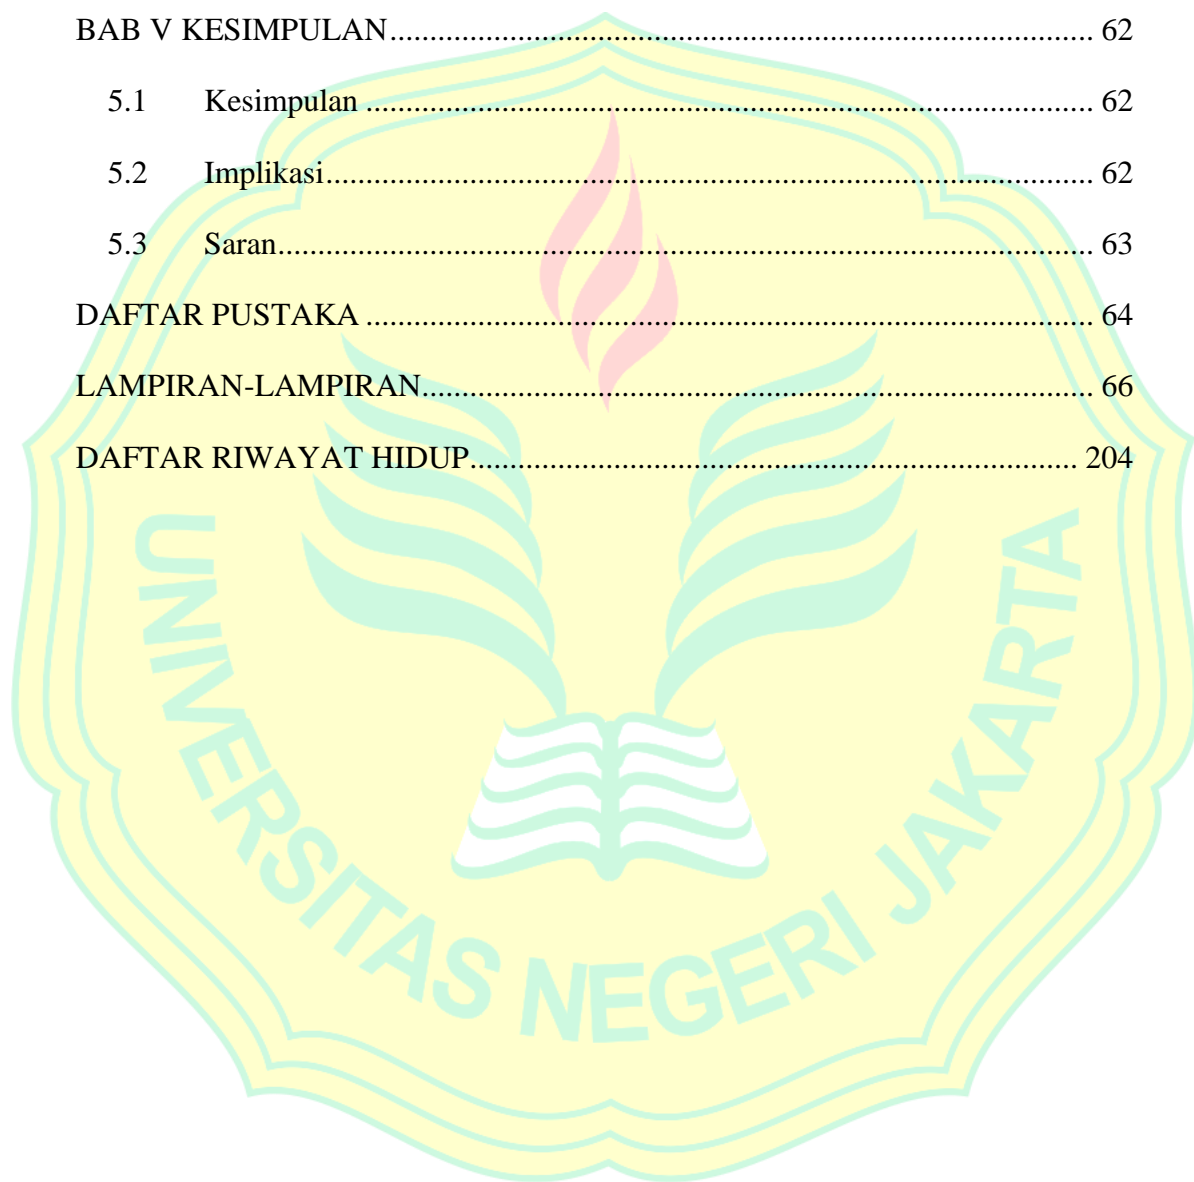 BAB V KESIMPULAN.......................................................................................... 62
5.1 Kesimpulan ............................................................................................. 62
5.2 Implikasi.................................................................................................. 62
5.3 Saran........................................................................................................ 63
DAFTAR PUSTAKA ............................................................................................. 64
LAMPIRAN-LAMPIRAN...................................................................................... 66
DAFTAR RIWAYAT HIDUP.............................................................................. 204
UNIVERSITAS NEGERI JAKARTA